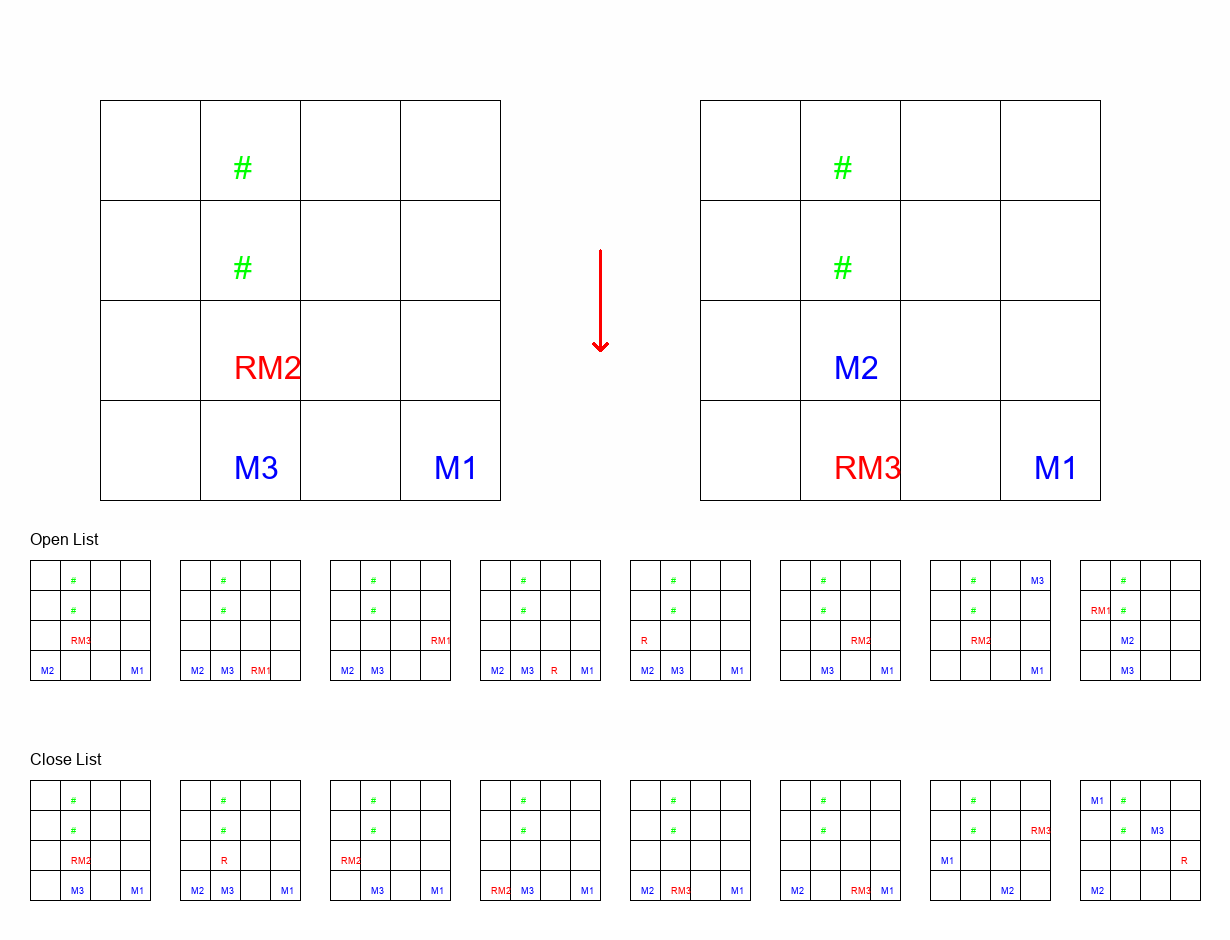 # #
# #
RM2 M2
M3 M1 RM3 M1
Open List
# # # # # # # M3 #
# # # # # # # RM1 #
RM3 RM1 R RM2 RM2 M2
M2 M1 M2 M3 RM1 M2 M3 M2 M3 R M1 M2 M3 M1 M3 M1 M1 M3
Close List
# # # # # # # M1 #
# # # # # # # RM3 # M3
RM2 R RM2 M1 R
M3 M1 M2 M3 M1 M3 M1 RM2 M3 M1 M2 RM3 M1 M2 RM3 M1 M2 M2